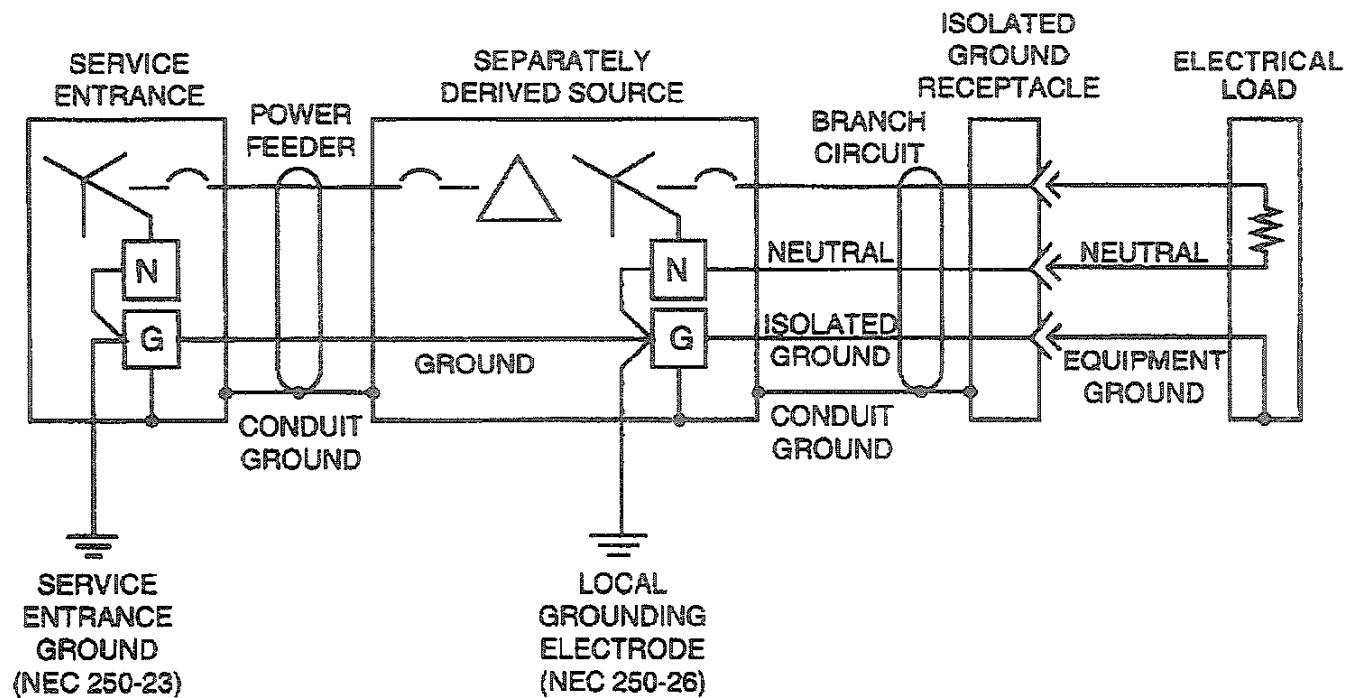 SERVICE
ENTRANCE
POWER
FEEDER
SEPARATELY
DERIVED SOURCE
BRANCH
CIRCUIT
ISOLATED
GROUND
RECEPTACLE
ELECTRICAL
LOAD
N
G
GROUND
CONDUIT
GROUND
N
G
NEUTRAL
ISOLATED
GROUND
CONDUIT
GROUND
NEUTRAL
EQUIPMENT
GROUND
SERVICE
ENTRANCE
GROUND
(NEC 250-23)
LOCAL
GROUNDING
ELECTRODE
(NEC 250-26)